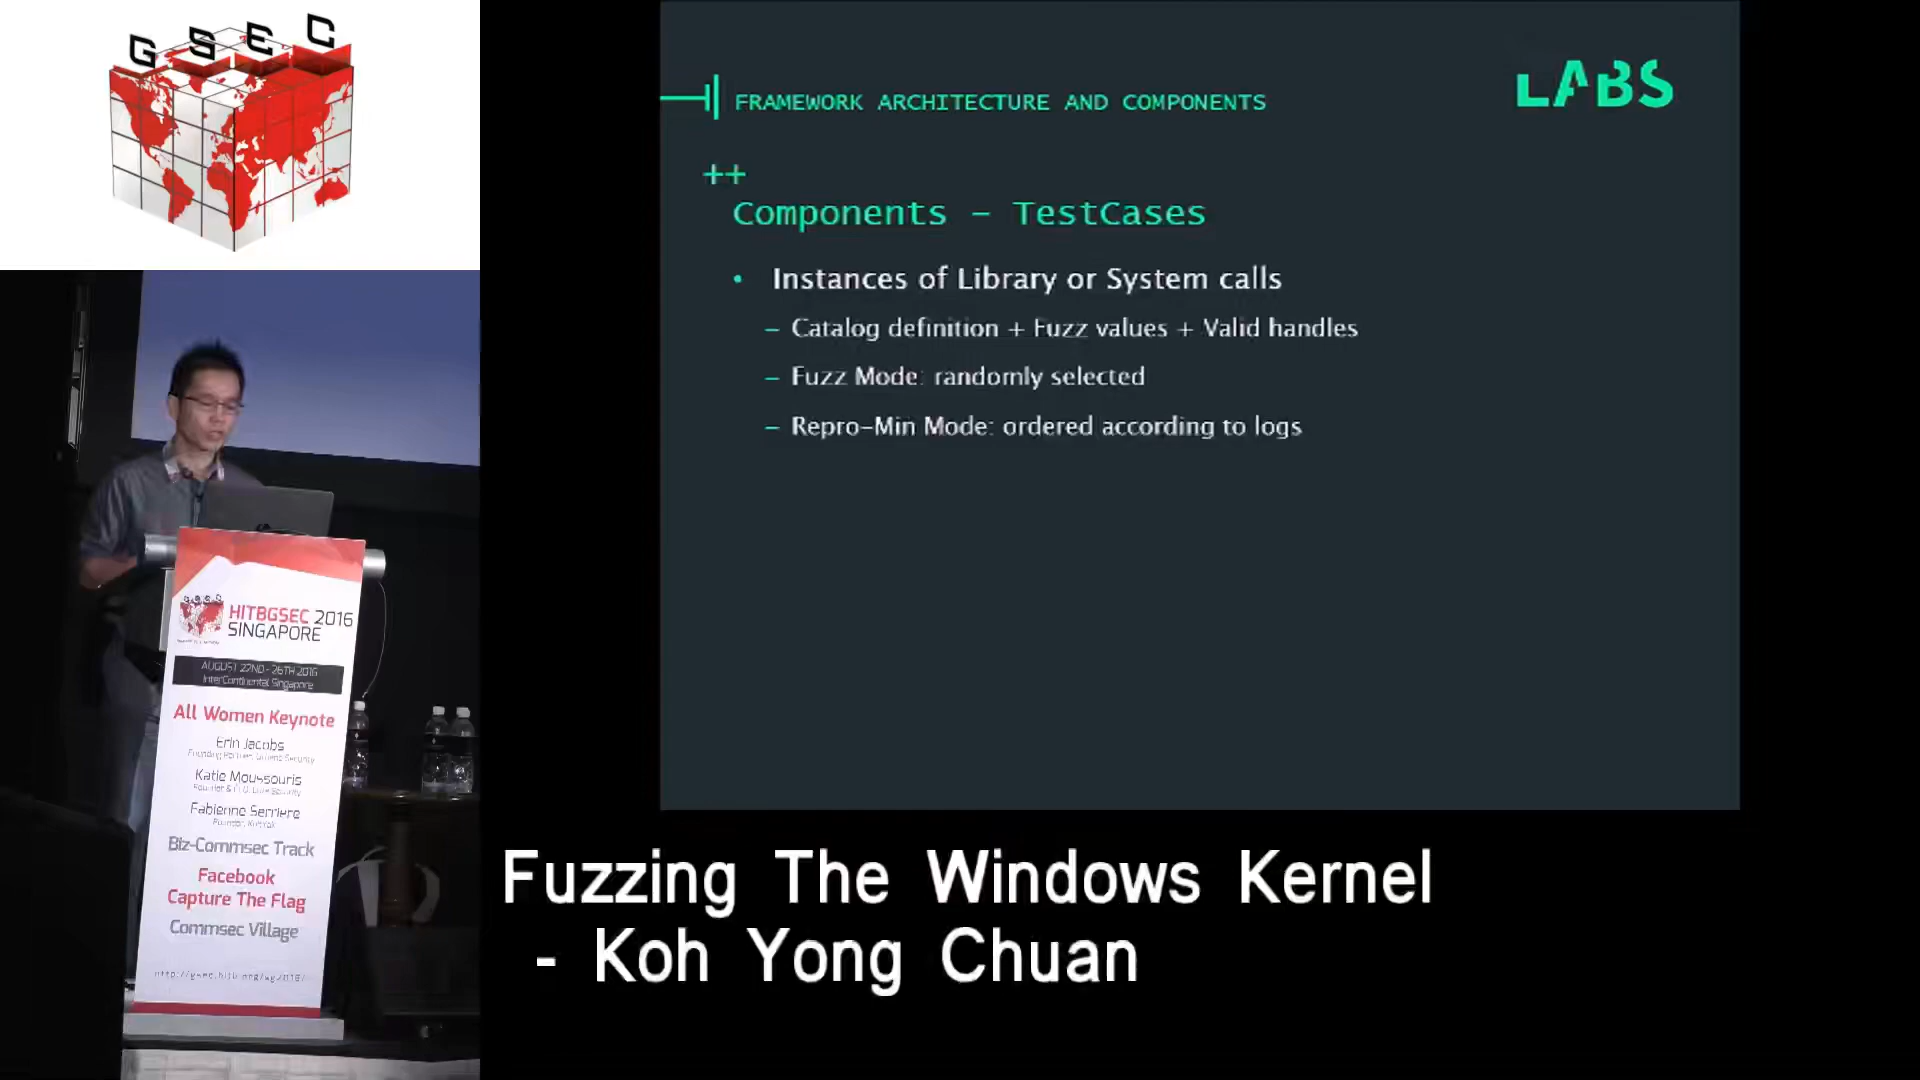 GSEC
FRAMEWORK ARCHITECTURE AND COMPONENTS
LABS
++
Components – TestCases
• Instances of Library or System calls
– Catalog definition + Fuzz values + Valid handles
– Fuzz Mode: randomly selected
– Repro-Min Mode: ordered according to logs
HITBGSEC 2016
SINGAPORE
AUGUST 22ND - 26TH 2016
InterContinental Singapore
All Women Keynote
Erin Jacobs
Katie Moussouris
Fabienne Serriere
Biz-Commsec Track
Facebook
Capture The Flag
Commsec Village
Fuzzing The Windows Kernel
- Koh Yong Chuan